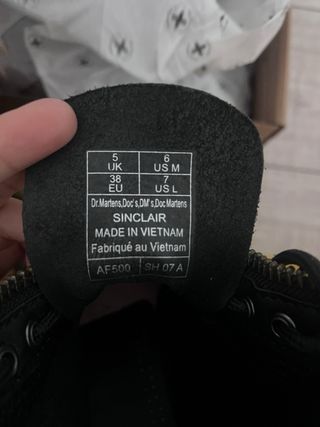 5 UK 6 US M
38 EU 7 US L
Dr.Martens,Doc's,DM's,Doc Martens
SINCLAIR
MADE IN VIETNAM
Fabriqué au Vietnam
AF500 SH 07 A